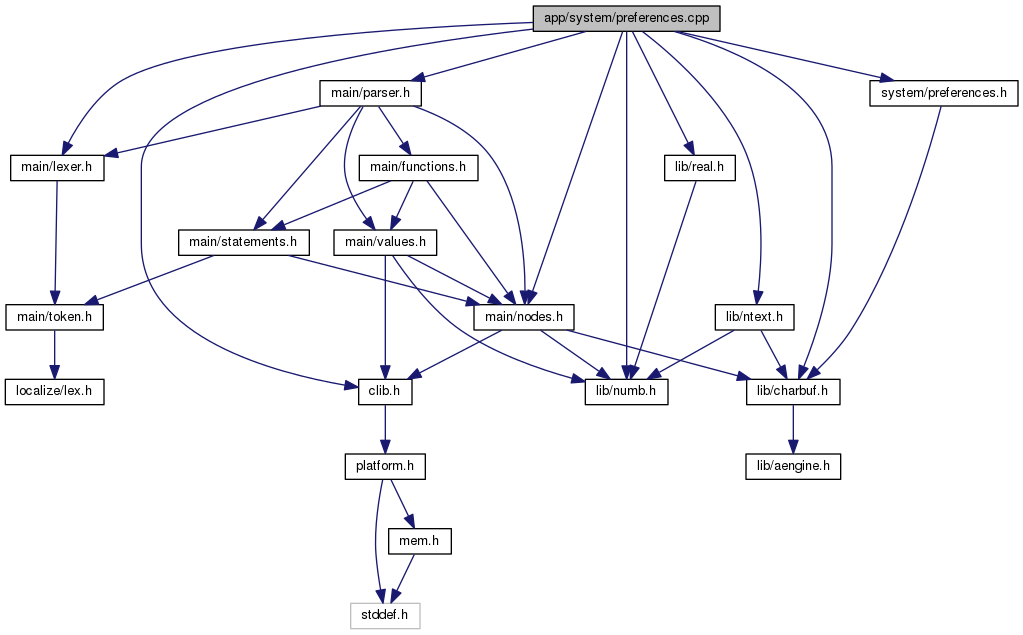 app/system/preferences.cpp
main/parser.h
system/preferences.h
main/lexer.h
main/functions.h
lib/real.h
main/statements.h
main/values.h
main/token.h
main/nodes.h
lib/ntext.h
localize/lex.h
clib.h
lib/numb.h
lib/charbuf.h
platform.h
lib/aengine.h
mem.h
stddef.h